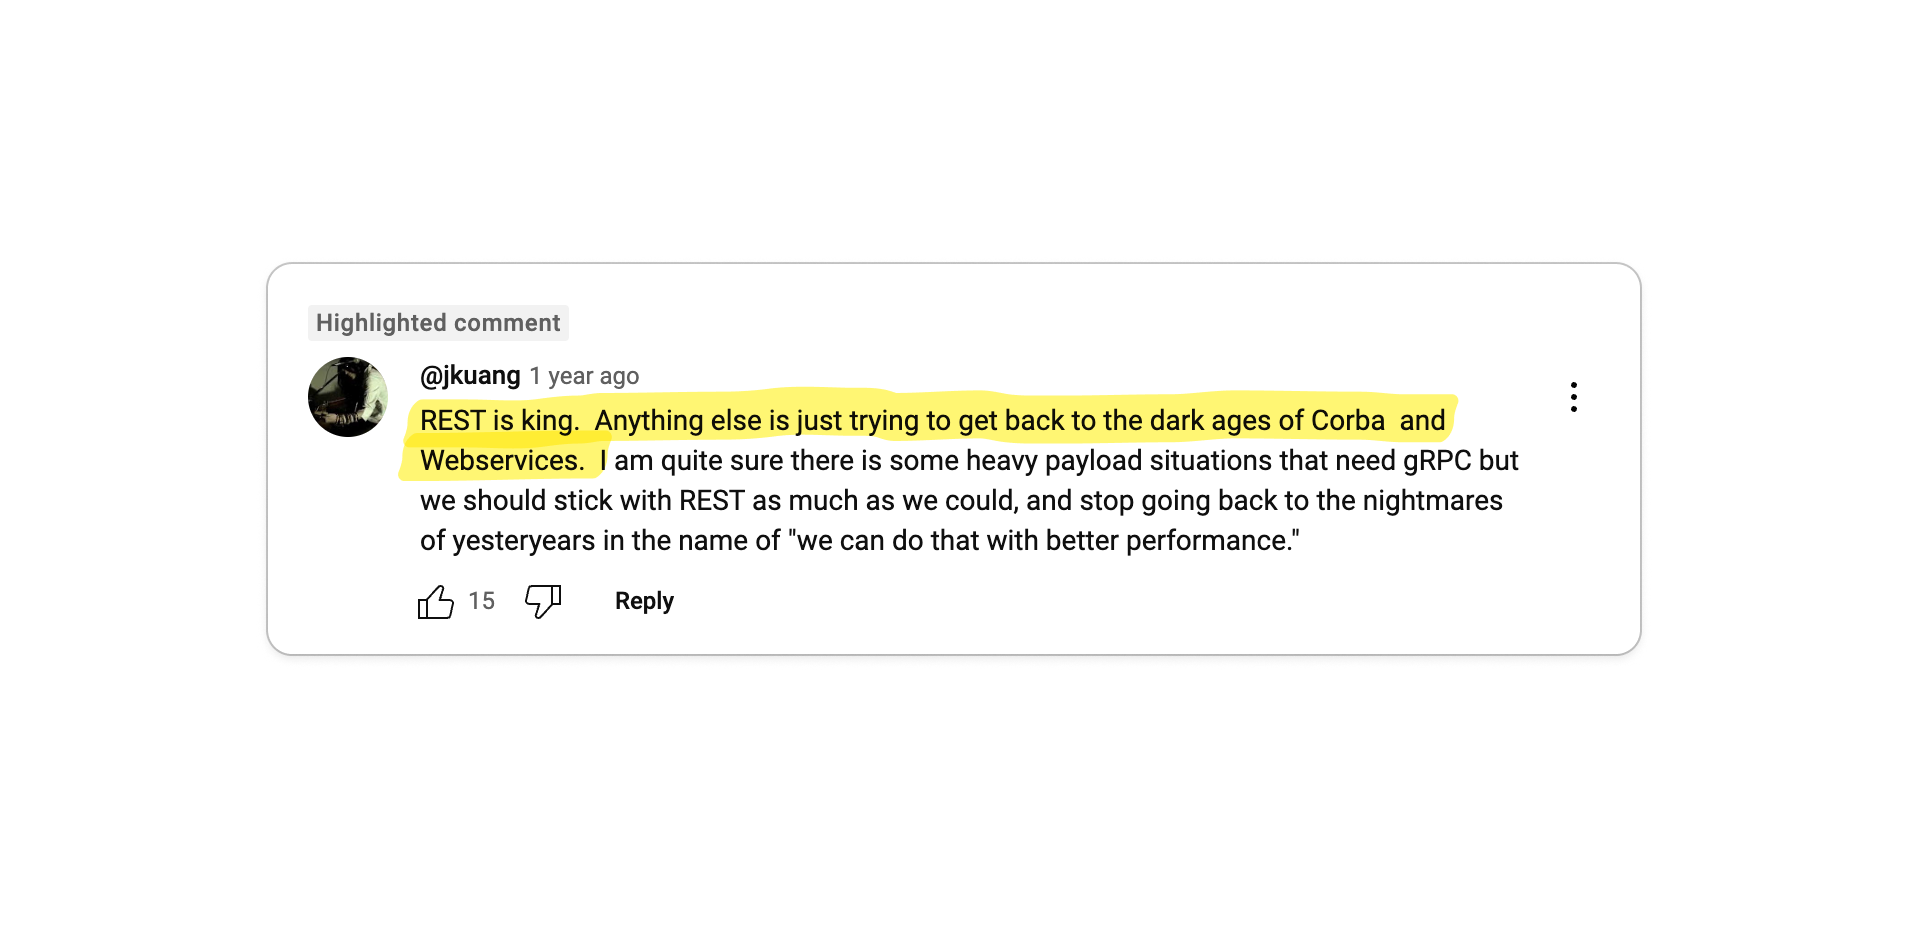 Highlighted comment
@jkuang 1 year ago
REST is king.  Anything else is just trying to get back to the dark ages of Corba  and
Webservices.  I am quite sure there is some heavy payload situations that need gRPC but
we should stick with REST as much as we could, and stop going back to the nightmares
of yesteryears in the name of "we can do that with better performance."
15 Reply